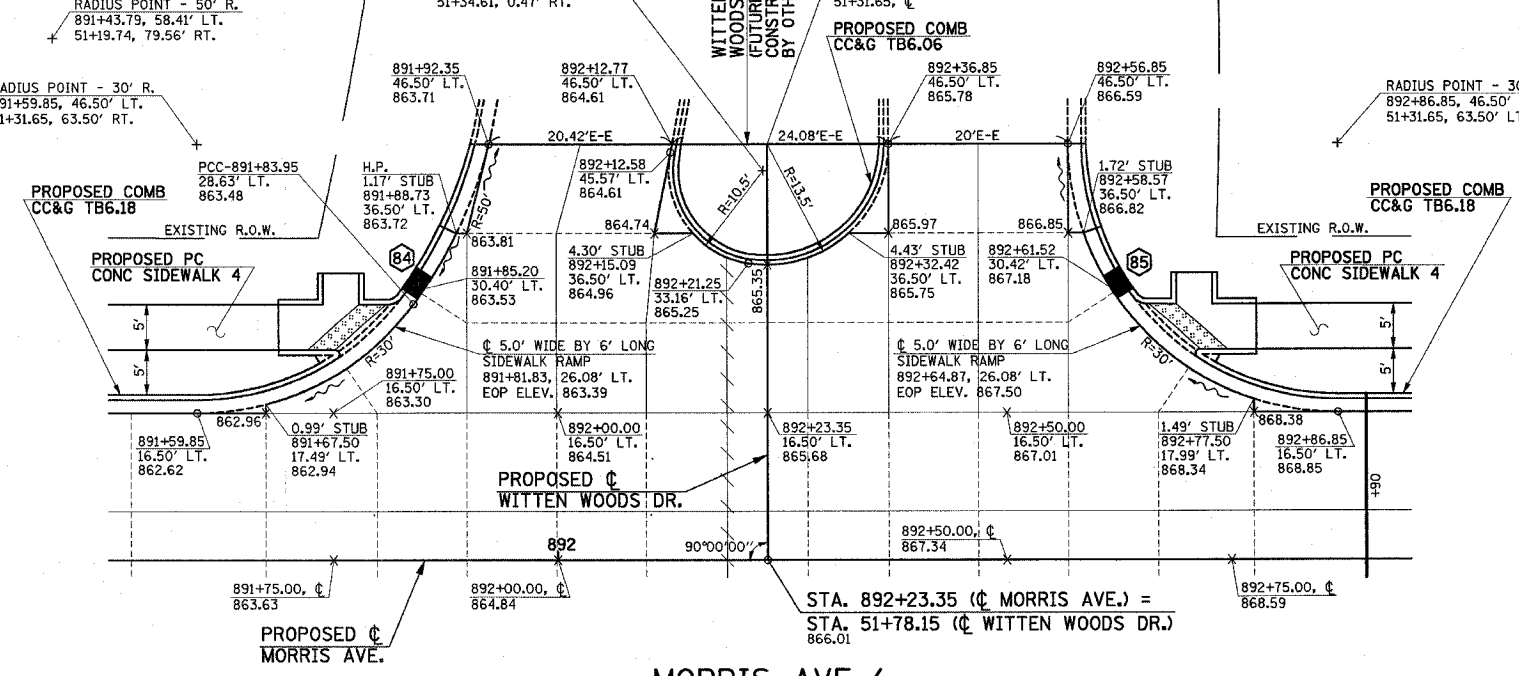 RADIUS POINT - 50' R.
891+43.79, 58.41' LT.
51+19.74, 79.56' RT.
51+34.61, 0.47' RT.
WITTEN
WOODS
(FUTURE
CONST
BY OTH
51+31.65, ℄
PROPOSED COMB
CC&G TB6.06
RADIUS POINT - 30' R.
91+59.85, 46.50' LT.
1+31.65, 63.50' RT.
891+92.35
46.50' LT.
863.71
892+12.77
46.50' LT.
864.61
892+36.85
46.50' LT.
865.78
892+56.85
46.50' LT.
866.59
RADIUS POINT - 30
892+86.85, 46.50'
51+31.65, 63.50' LT
20.42'E-E
24.08'E-E
20'E-E
PCC-891+83.95
28.63' LT.
863.48
H.P.
1.17' STUB
891+88.73
36.50' LT.
863.72
R=50'
892+12.58
45.57' LT.
864.61
R=10.5'
R=13.5'
1.72' STUB
892+58.57
36.50' LT.
866.82
PROPOSED COMB
CC&G TB6.18
PROPOSED COMB
CC&G TB6.18
EXISTING R.O.W.
EXISTING R.O.W.
863.81
864.74
865.97
866.85
PROPOSED PC
CONC SIDEWALK 4
84
891+85.20
30.40' LT.
863.53
4.30' STUB
892+15.09
36.50' LT.
864.96
892+21.25
33.16' LT.
865.25
865.35
4.43' STUB
892+32.42
36.50' LT.
865.75
892+61.52
30.42' LT.
867.18
85
PROPOSED PC
CONC SIDEWALK 4
5'
5'
R=30'
℄ 5.0' WIDE BY 6' LONG
SIDEWALK RAMP
891+81.83, 26.08' LT.
EOP ELEV. 863.39
℄ 5.0' WIDE BY 6' LONG
SIDEWALK RAMP
892+64.87, 26.08' LT.
EOP ELEV. 867.50
R=30'
5'
5'
891+75.00
16.50' LT.
863.30
862.96
868.38
891+59.85
16.50' LT.
862.62
0.99' STUB
891+67.50
17.49' LT.
862.94
892+00.00
16.50' LT.
864.51
892+23.35
16.50' LT.
865.68
892+50.00
16.50' LT.
867.01
1.49' STUB
892+77.50
17.99' LT.
868.34
892+86.85
16.50' LT.
868.85
PROPOSED ℄
WITTEN WOODS DR.
+90
892
90°00'00"
892+50.00, ℄
867.34
891+75.00, ℄
863.63
892+00.00, ℄
864.84
892+75.00, ℄
868.59
STA. 892+23.35 (℄ MORRIS AVE.) =
STA. 51+78.15 (℄ WITTEN WOODS DR.)
866.01
PROPOSED ℄
MORRIS AVE.
MORRIS AVE /